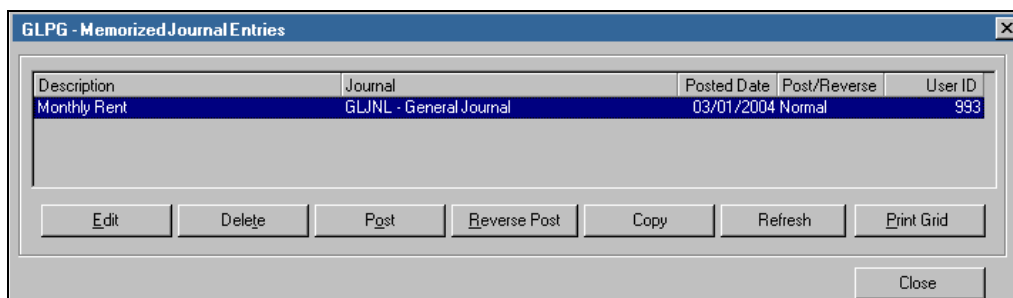 GLPG - Memorized Journal Entries
Description Journal Posted Date Post/Reverse User ID
Monthly Rent GLJNL - General Journal 03/01/2004 Normal 993
Edit Delete Post Reverse Post Copy Refresh Print Grid
Close